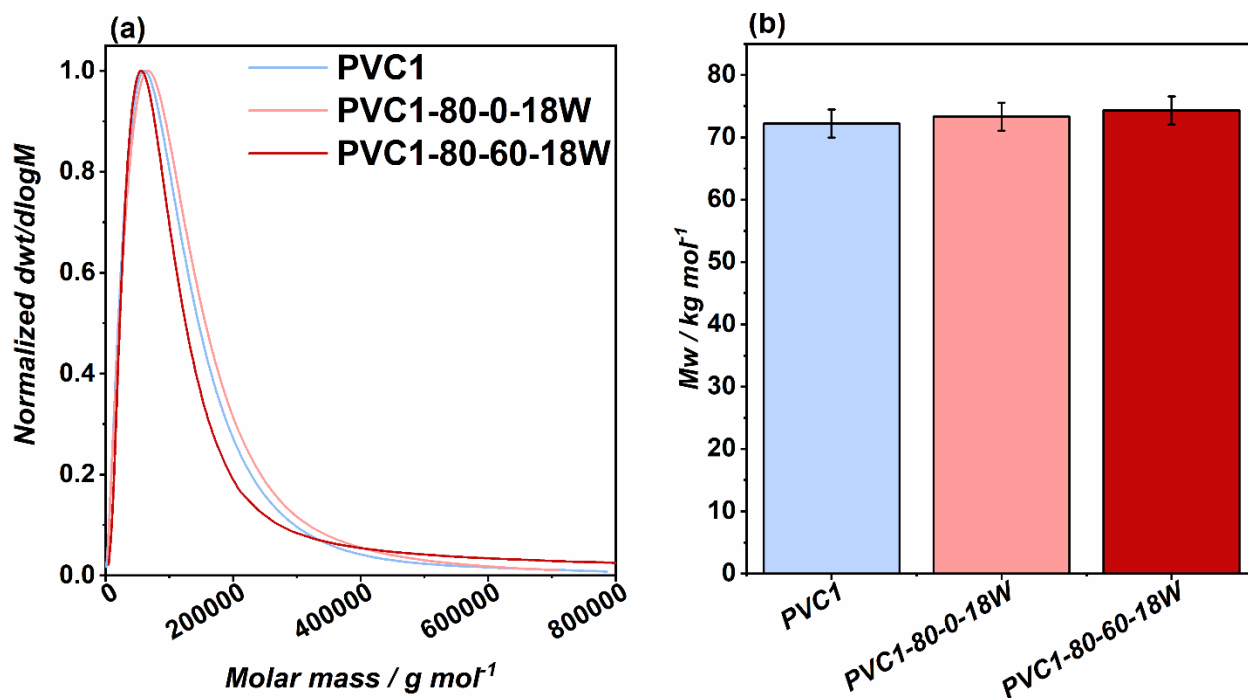 (a)
PVC1
PVC1-80-0-18W
PVC1-80-60-18W
Normalized dwt/dlogM
1.0
0.8
0.6
0.4
0.2
0.0
0
200000
400000
600000
800000
Molar mass / g mol⁻¹
(b)
Mw / kg mol⁻¹
80
70
60
50
40
30
20
10
0
PVC1
PVC1-80-0-18W
PVC1-80-60-18W